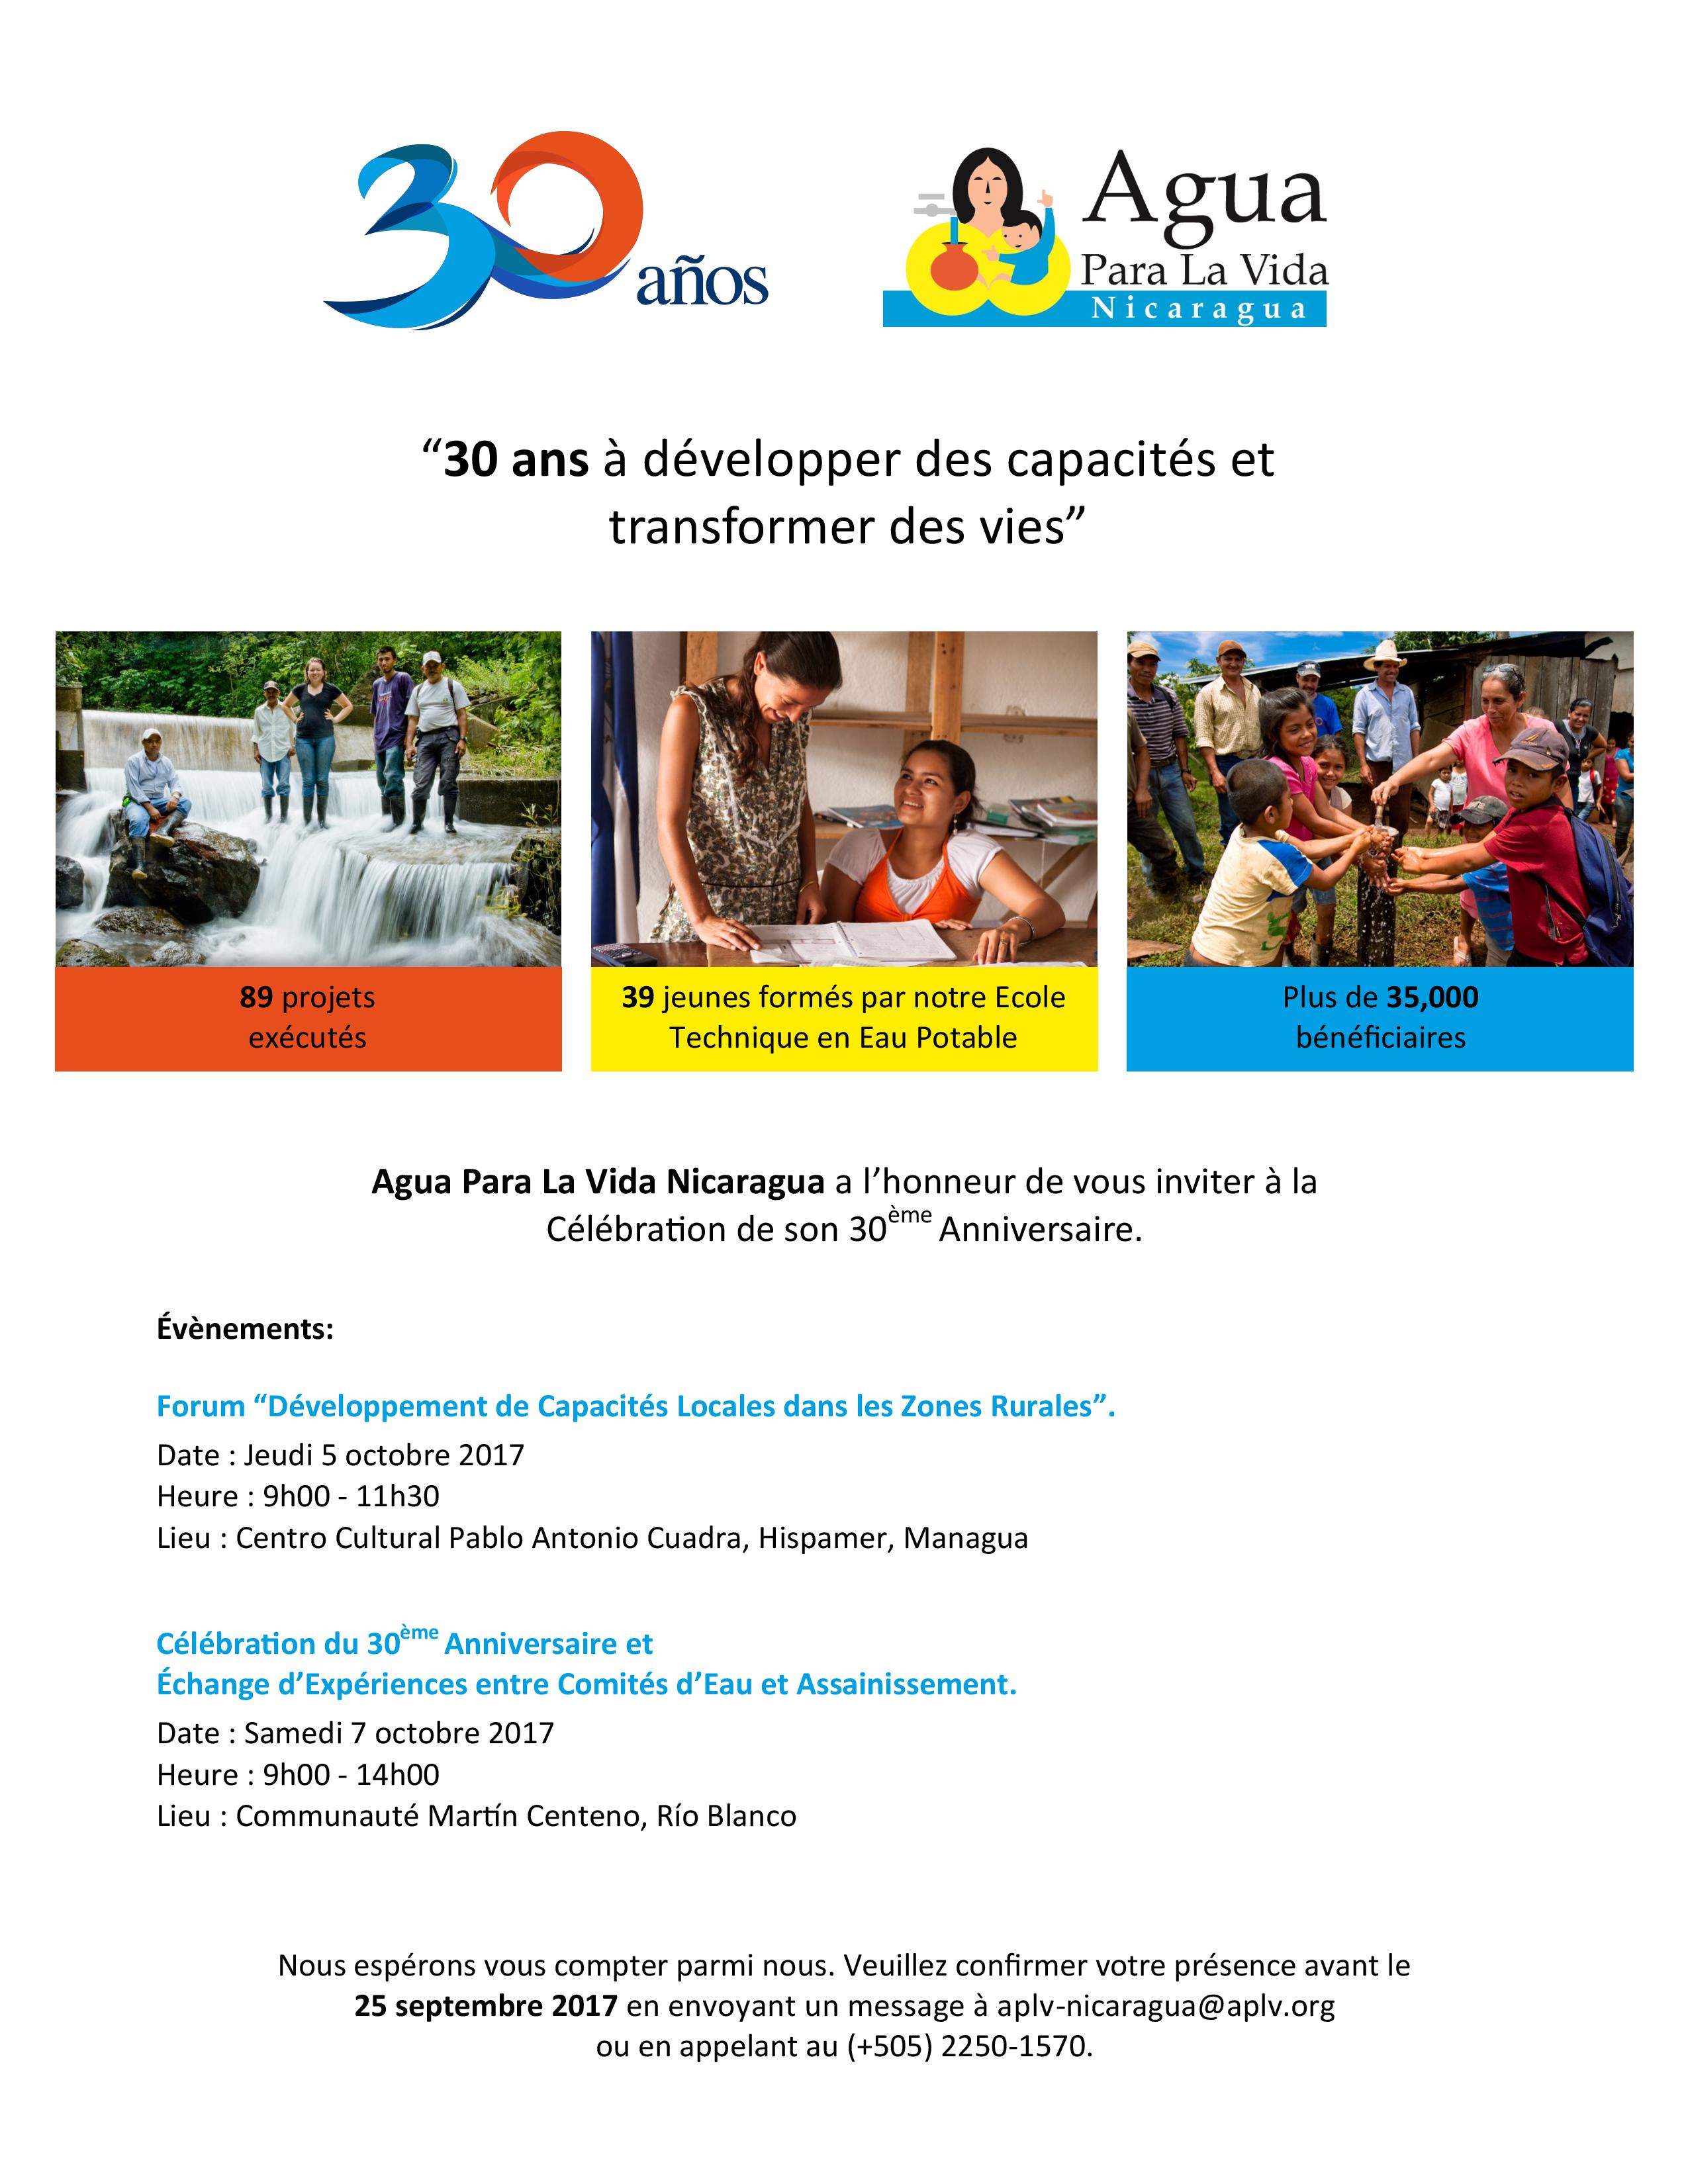 30 años
Agua
Para La Vida
Nicaragua
“30 ans à développer des capacités et
transformer des vies”
89 projets
exécutés
39 jeunes formés par notre Ecole
Technique en Eau Potable
Plus de 35,000
bénéficiaires
Agua Para La Vida Nicaragua a l’honneur de vous inviter à la
Célébration de son 30ème Anniversaire.
Évènements:
Forum “Développement de Capacités Locales dans les Zones Rurales”.
Date : Jeudi 5 octobre 2017
Heure : 9h00 - 11h30
Lieu : Centro Cultural Pablo Antonio Cuadra, Hispamer, Managua
Célébration du 30ème Anniversaire et
Échange d’Expériences entre Comités d’Eau et Assainissement.
Date : Samedi 7 octobre 2017
Heure : 9h00 - 14h00
Lieu : Communauté Martín Centeno, Río Blanco
Nous espérons vous compter parmi nous. Veuillez confirmer votre présence avant le
25 septembre 2017 en envoyant un message à aplv-nicaragua@aplv.org
ou en appelant au (+505) 2250-1570.